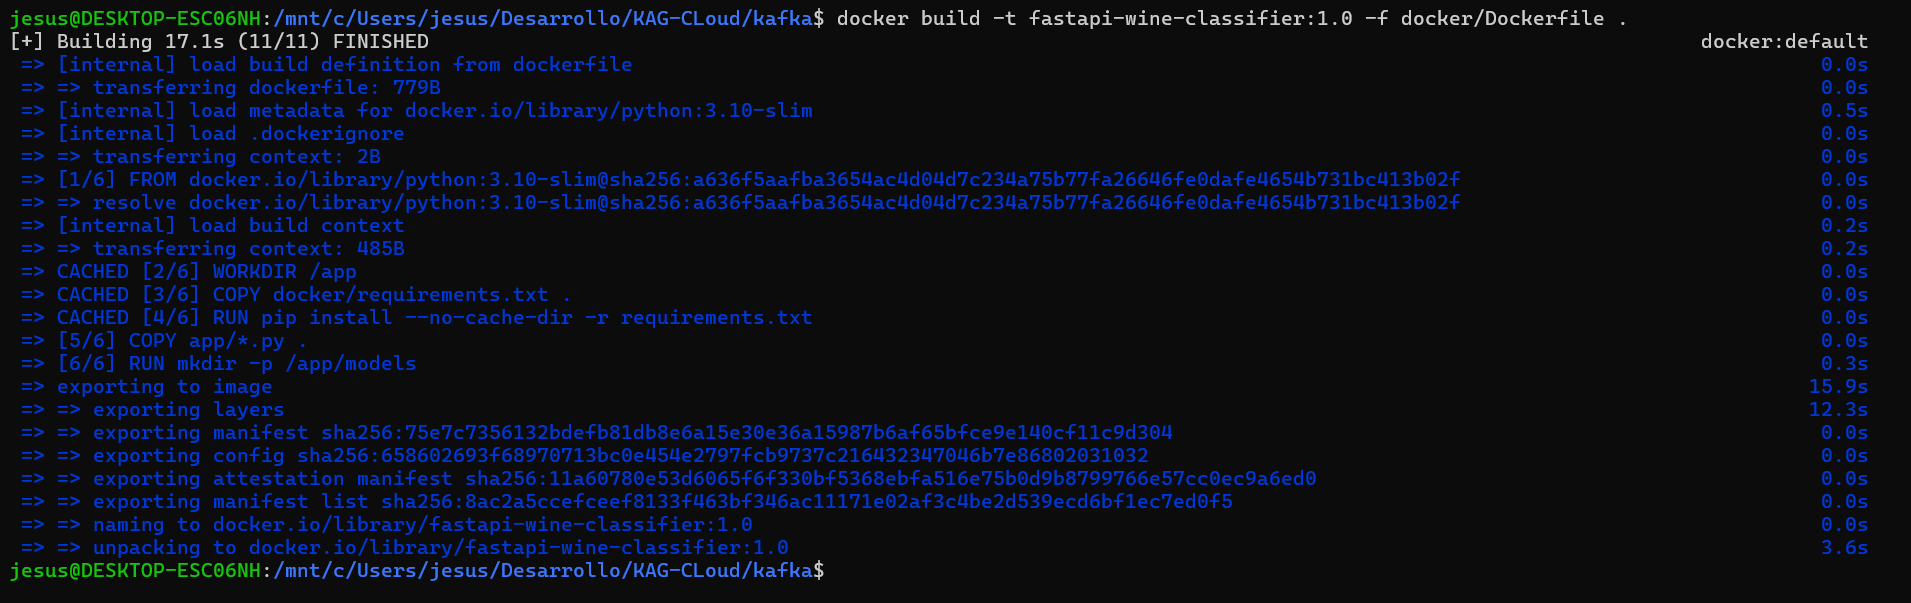 jesus@DESKTOP-ESC06NH:/mnt/c/Users/jesus/Desarrollo/KAG-CLoud/kafka$ docker build -t fastapi-wine-classifier:1.0 -f docker/Dockerfile .
[+] Building 17.1s (11/11) FINISHED docker:default
=> [internal] load build definition from dockerfile 0.0s
=> => transferring dockerfile: 779B 0.0s
=> [internal] load metadata for docker.io/library/python:3.10-slim 0.5s
=> [internal] load .dockerignore 0.0s
=> => transferring context: 2B 0.0s
=> [1/6] FROM docker.io/library/python:3.10-slim@sha256:a636f5aafba3654ac4d04d7c234a75b77fa26646fe0dafe4654b731bc413b02f 0.0s
=> => resolve docker.io/library/python:3.10-slim@sha256:a636f5aafba3654ac4d04d7c234a75b77fa26646fe0dafe4654b731bc413b02f 0.0s
=> [internal] load build context 0.2s
=> => transferring context: 485B 0.2s
=> CACHED [2/6] WORKDIR /app 0.0s
=> CACHED [3/6] COPY docker/requirements.txt . 0.0s
=> CACHED [4/6] RUN pip install --no-cache-dir -r requirements.txt 0.0s
=> [5/6] COPY app/*.py . 0.0s
=> [6/6] RUN mkdir -p /app/models 0.3s
=> exporting to image 15.9s
=> => exporting layers 12.3s
=> => exporting manifest sha256:75e7c7356132bdefb81db8e6a15e30e36a15987b6af65bfce9e140cf11c9d304 0.0s
=> => exporting config sha256:658602693f68970713bc0e454e2797fcb9737c216432347046b7e86802031032 0.0s
=> => exporting attestation manifest sha256:11a60780e53d6065f6f330bf5368ebfa516e75b0d9b8799766e57cc0ec9a6ed0 0.0s
=> => exporting manifest list sha256:8ac2a5ccefceef8133f463bf346ac11171e02af3c4be2d539ecd6bf1ec7ed0f5 0.0s
=> => naming to docker.io/library/fastapi-wine-classifier:1.0 0.0s
=> => unpacking to docker.io/library/fastapi-wine-classifier:1.0 3.6s
jesus@DESKTOP-ESC06NH:/mnt/c/Users/jesus/Desarrollo/KAG-CLoud/kafka$